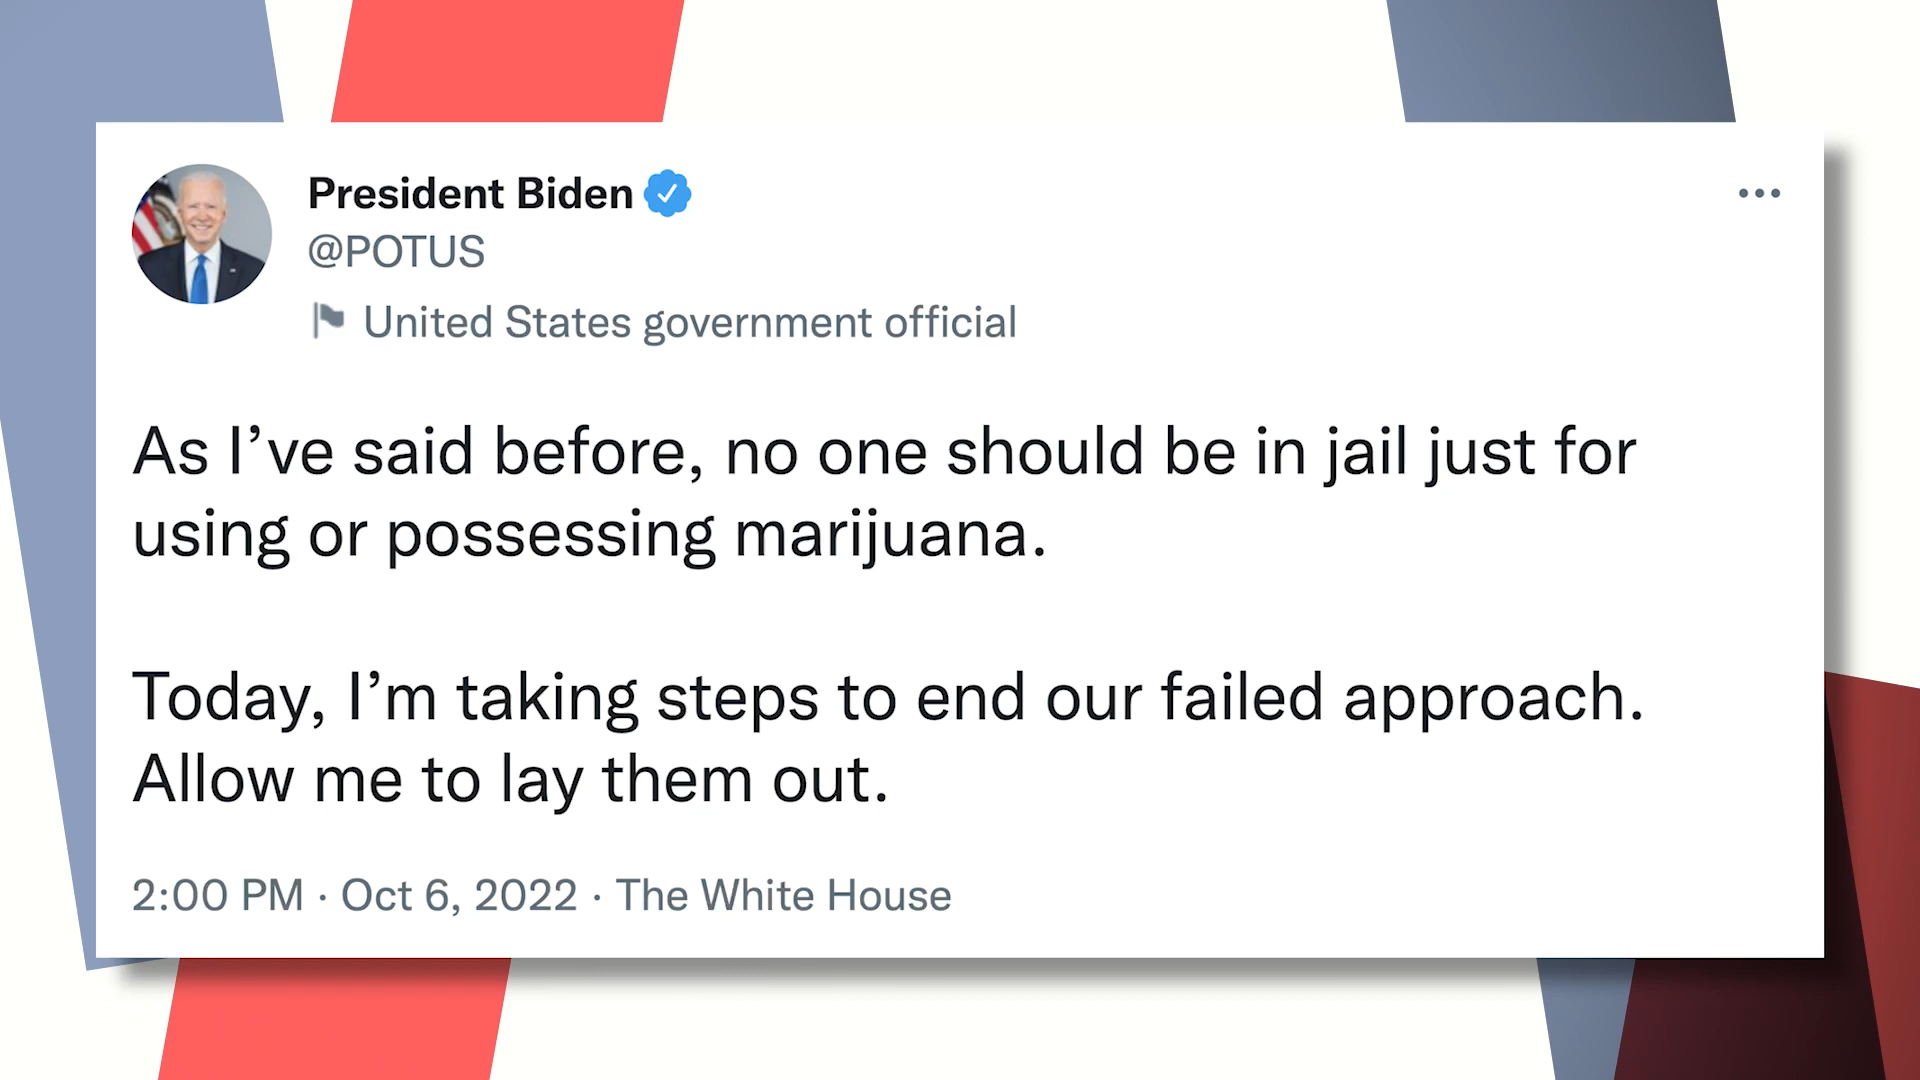 President Biden
@POTUS
United States government official
As I’ve said before, no one should be in jail just for
using or possessing marijuana.
Today, I’m taking steps to end our failed approach.
Allow me to lay them out.
2:00 PM · Oct 6, 2022 · The White House